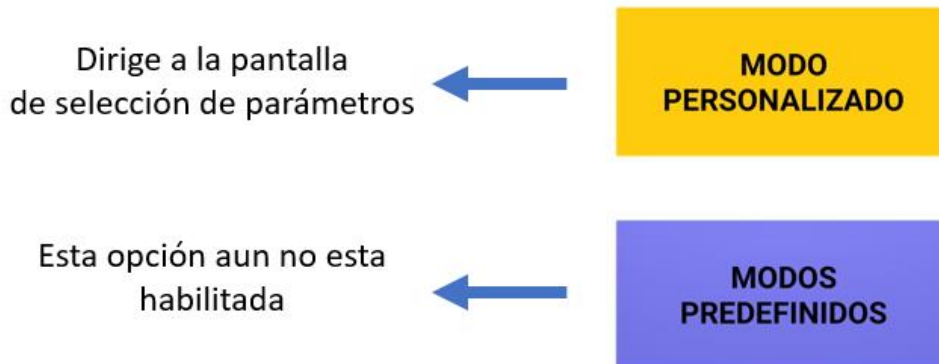 Dirige a la pantalla
de selección de parámetros
MODO
PERSONALIZADO
Esta opción aun no esta
habilitada
MODOS
PREDEFINIDOS